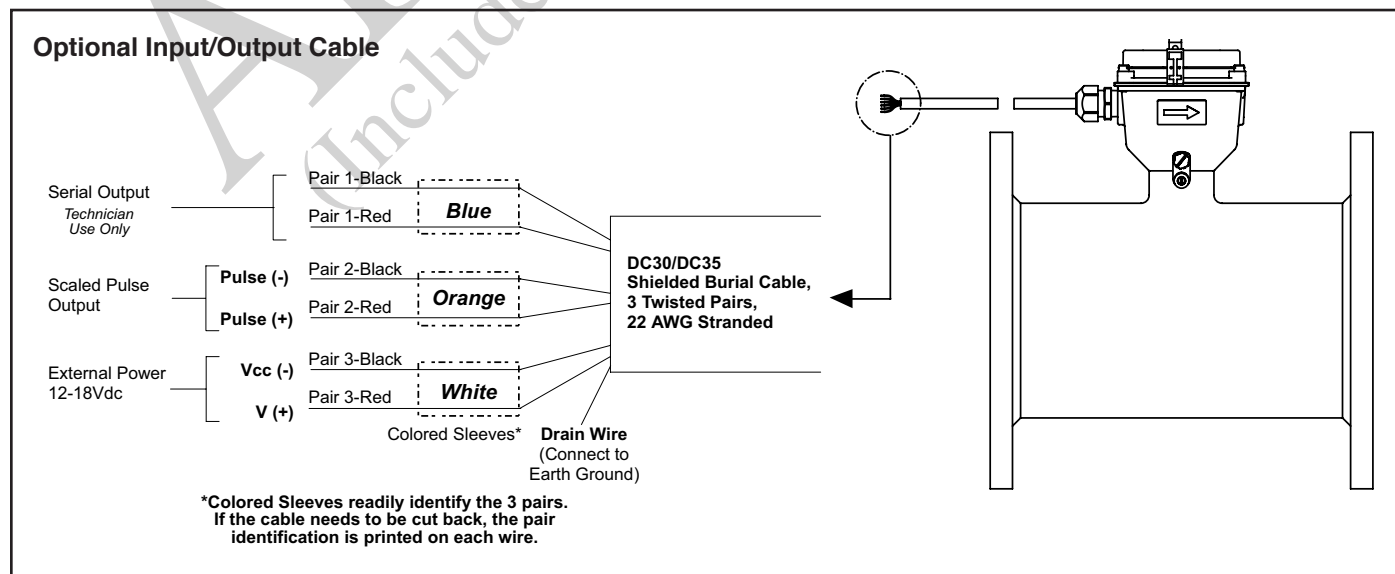 Optional Input/Output Cable
Serial Output
Technician
Use Only
Pair 1-Black
Pair 1-Red
Blue
Scaled Pulse
Output
Pulse (-)
Pulse (+)
Pair 2-Black
Pair 2-Red
Orange
External Power
12-18Vdc
Vcc (-)
V (+)
Pair 3-Black
Pair 3-Red
White
Colored Sleeves*
Drain Wire
(Connect to
Earth Ground)
DC30/DC35
Shielded Burial Cable,
3 Twisted Pairs,
22 AWG Stranded
*Colored Sleeves readily identify the 3 pairs.
If the cable needs to be cut back, the pair
identification is printed on each wire.
(Include